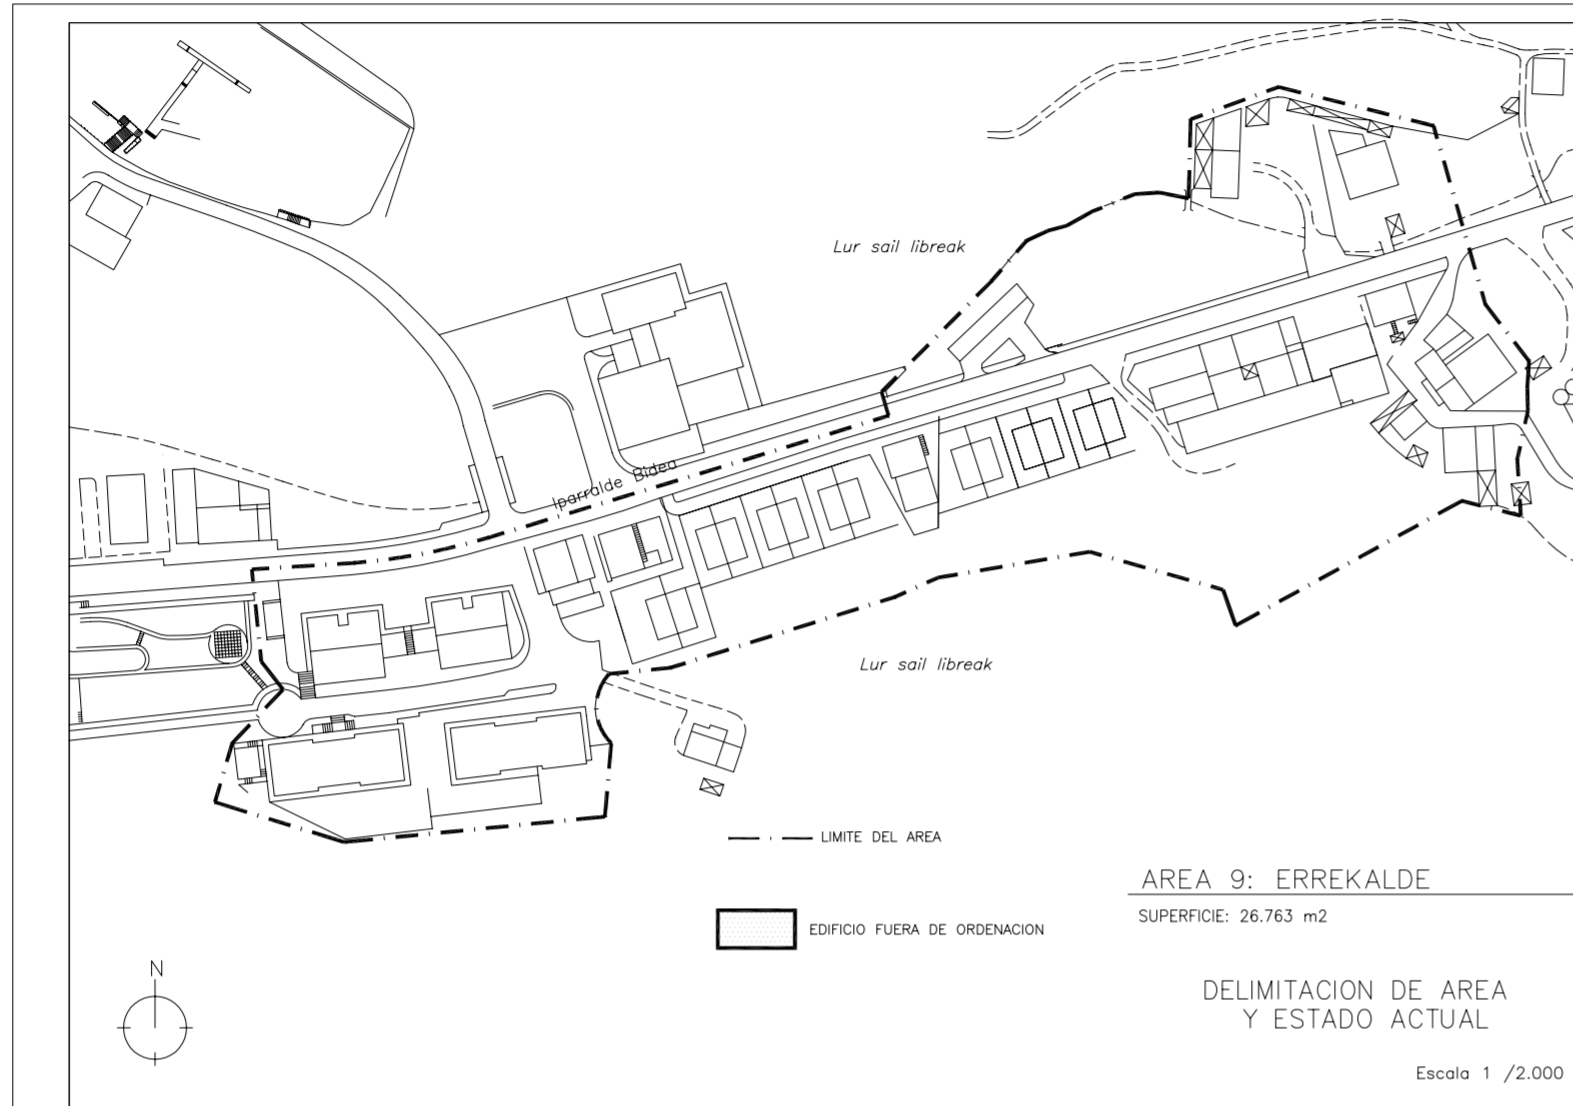 Lur sail libreak
Iparralde Bidea
Lur sail libreak
LIMITE DEL AREA
EDIFICIO FUERA DE ORDENACION
AREA 9: ERREKALDE
SUPERFICIE: 26.763 m2
N
DELIMITACION DE AREA
Y ESTADO ACTUAL
Escala 1 /2.000